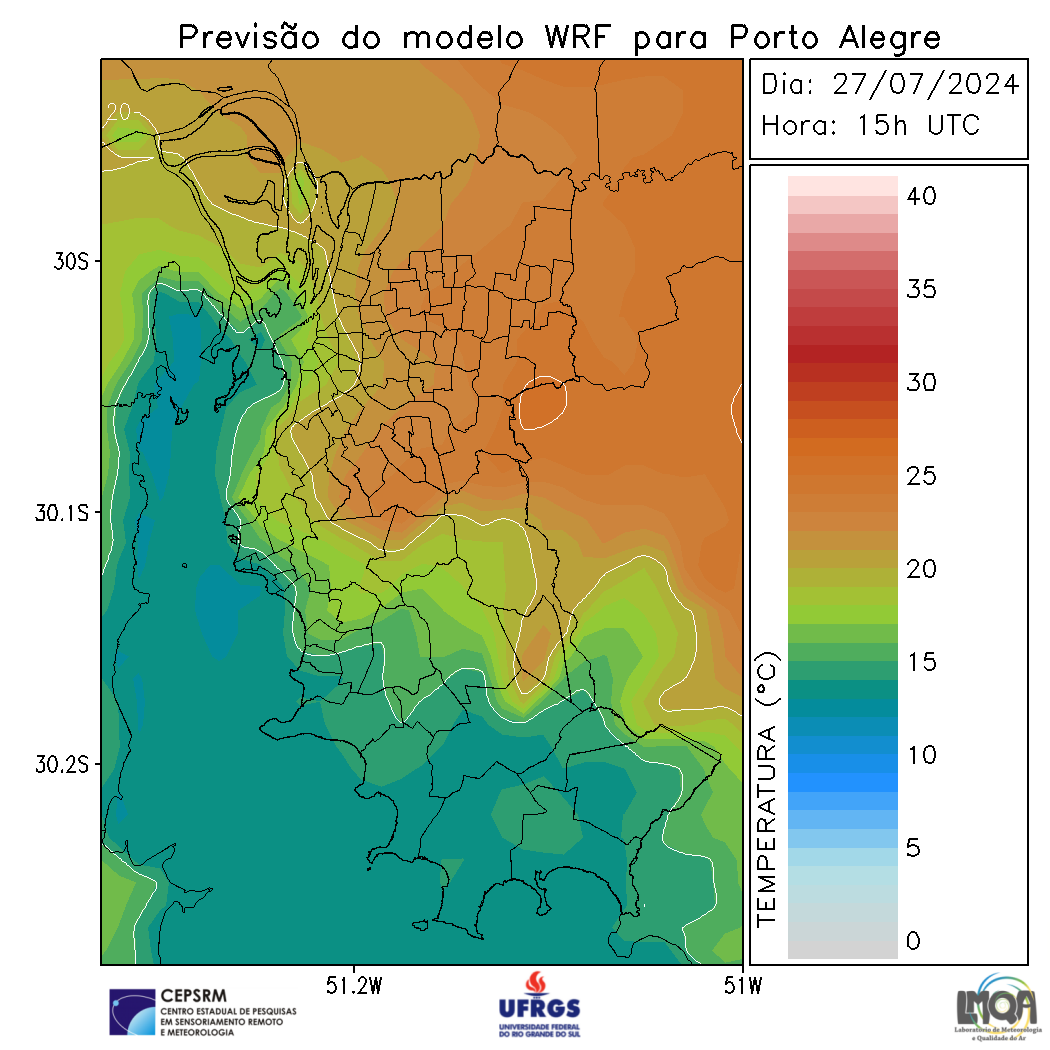 Previsão do modelo WRF para Porto Alegre
Dia: 27/07/2024
Hora: 15h UTC
20
30S
30.1S
30.2S
51.2W
51W
40
35
30
25
20
15
10
5
0
TEMPERATURA (°C)
CEPSRM
CENTRO ESTADUAL DE PESQUISAS
EM SENSORIAMENTO REMOTO
E METEOROLOGIA
UFRGS
UNIVERSIDADE FEDERAL
DO RIO GRANDE DO SUL
LMQA
Laboratório de Meteorologia
e Qualidade do Ar